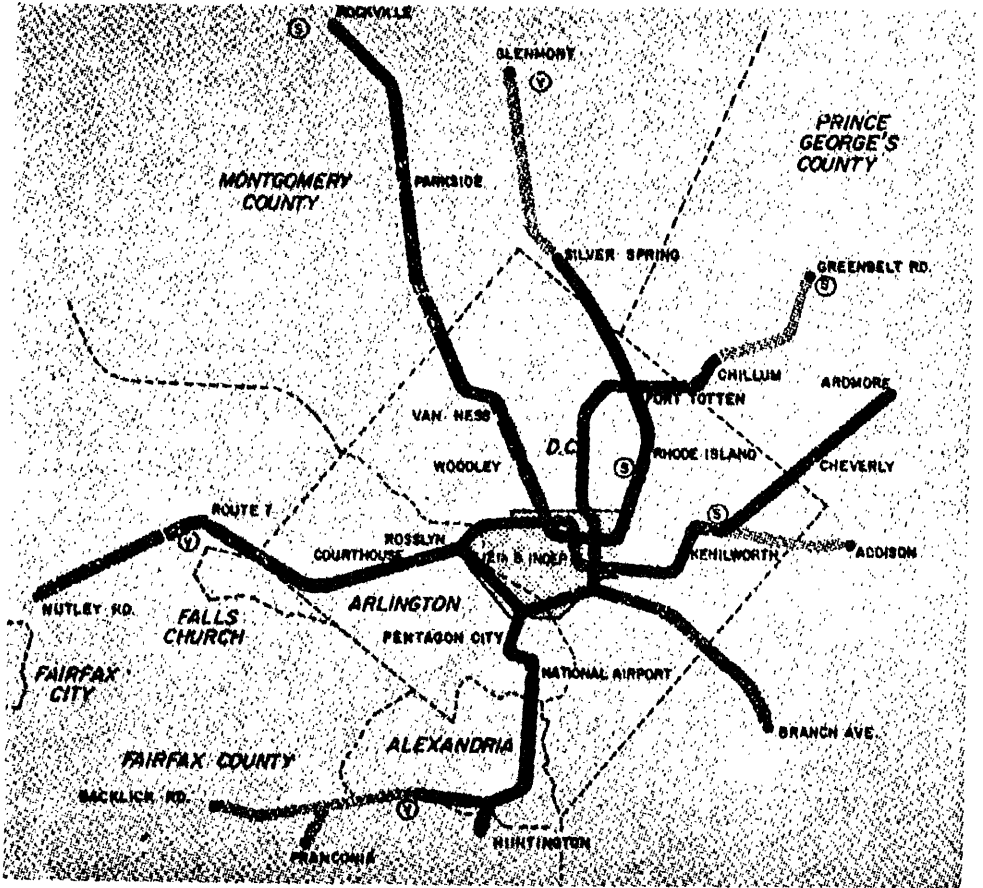 ROCKVILLE
S
GLENMONT
Y
PRINCE
GEORGE'S
COUNTY
MONTGOMERY
COUNTY
PARKSIDE
SILVER SPRING
GREENBELT RD.
CHILLUM
ARDMORE
FORT TOTTEN
VAN NESS
D.C.
RHODE ISLAND
S
WOODLEY
CHEVERLY
ROUTE 7
S
Y
ROSSLYN
COURTHOUSE
12th & INDEP.
KENILWORTH
ADDISON
NUTLEY RD.
ARLINGTON
FALLS
CHURCH
PENTAGON CITY
FAIRFAX
CITY
NATIONAL AIRPORT
BRANCH AVE.
ALEXANDRIA
FAIRFAX COUNTY
BACKLICK RD.
Y
HUNTINGTON
FRANCONIA